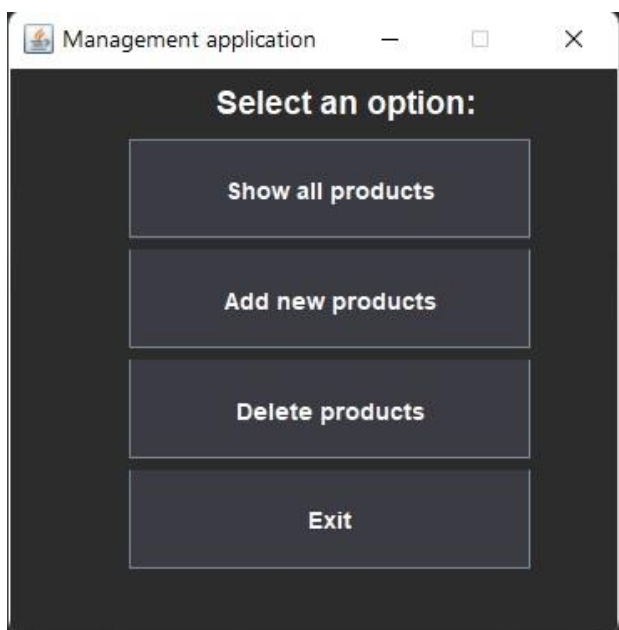 Management application
Select an option:
Show all products
Add new products
Delete products
Exit